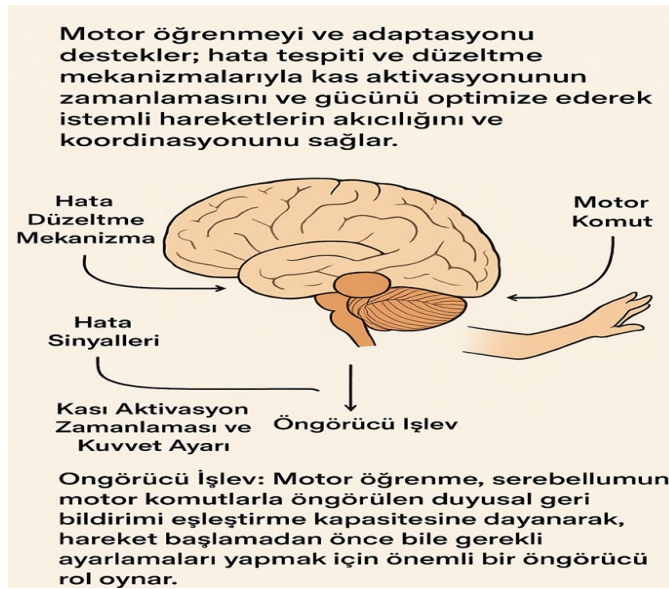 Motor öğrenmeyi ve adaptasyonu
destekler; hata tespiti ve düzeltme
mekanizmalarıyla kas aktivasyonunun
zamanlamasını ve gücünü optimize ederek
istemli hareketlerin akıcılığını ve
koordinasyonunu sağlar.
Hata
Düzeltme
Mekanizma
Motor
Komut
Hata
Sinyalleri
Kası Aktivasyon
Zamanlaması ve
Kuvvet Ayarı
Öngörücü Işlev
Ongörücü İşlev: Motor öğrenme, serebellumun
motor komutlarla öngörülen duyusal geri
bildirimi eşleştirme kapasitesine dayanarak,
hareket başlamadan önce bile gerekli
ayarlamaları yapmak için önemli bir öngörücü
rol oynar.